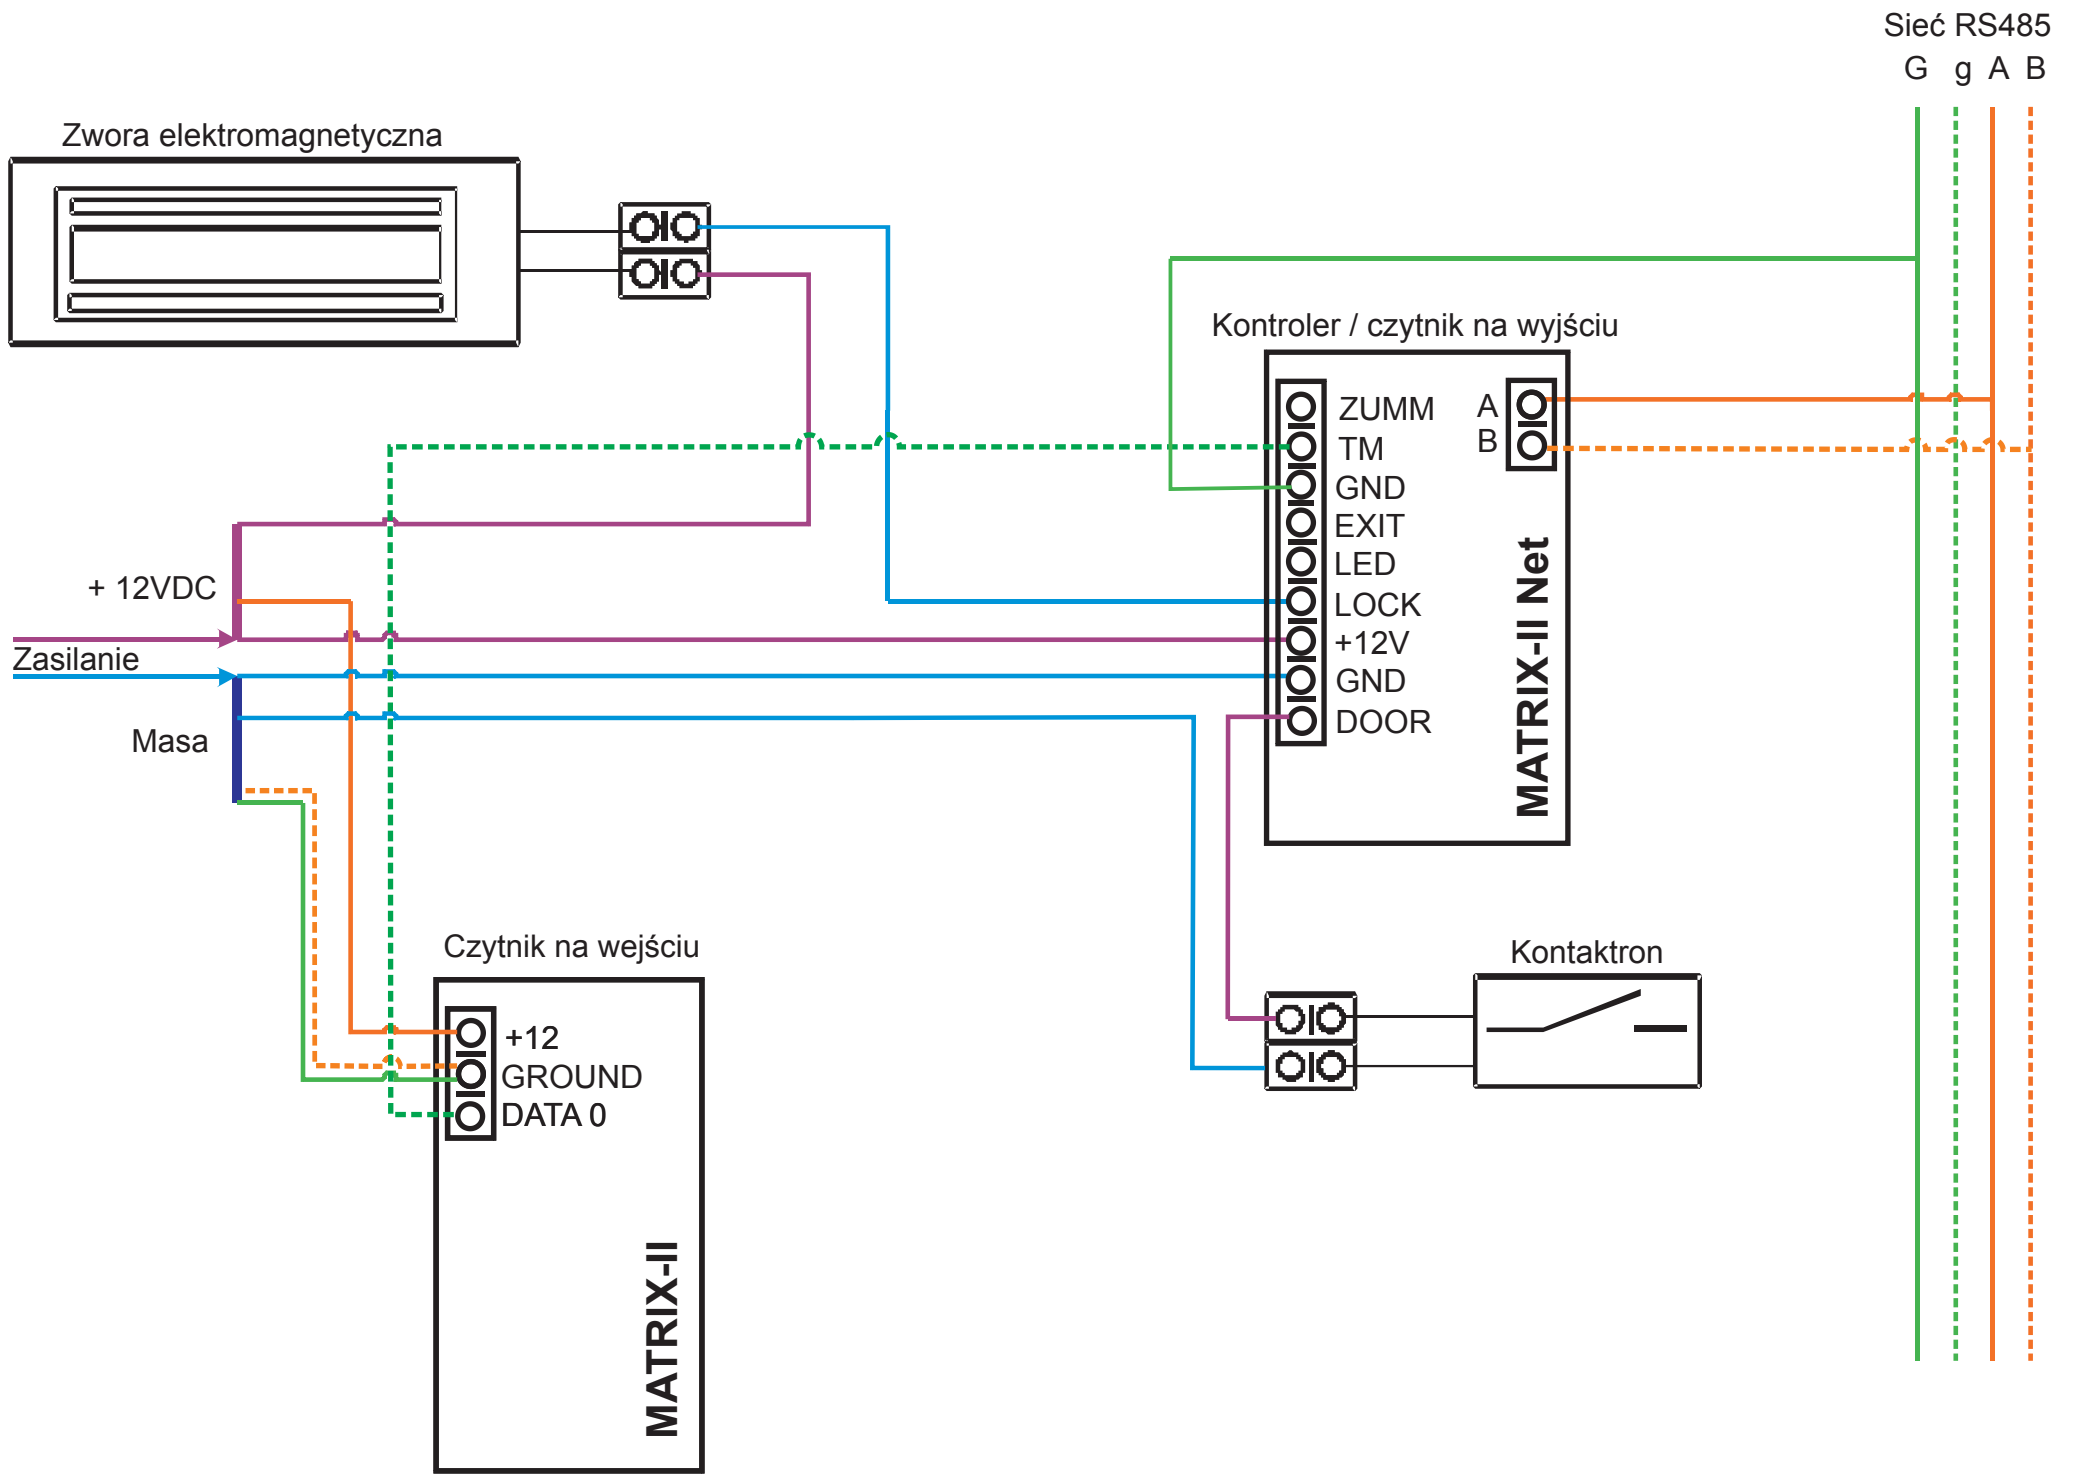 Sieć RS485
G g A B
Zwora elektromagnetyczna
Kontroler / czytnik na wyjściu
ZUMM
TM
GND
EXIT
LED
LOCK
+12V
GND
DOOR
A
B
MATRIX-II Net
+ 12VDC
Zasilanie
Masa
Czytnik na wejściu
+12
GROUND
DATA 0
MATRIX-II
Kontaktron